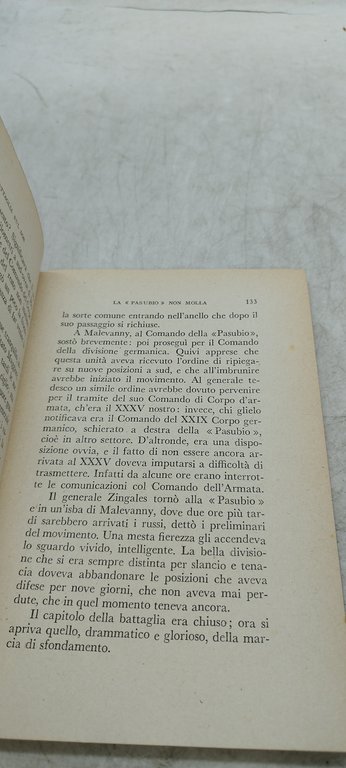 LA « PASUBIO » NON MOLLA 133
la sorte comune entrando nell'anello che dopo
il suo passaggio si richiuse.
A Malevanny, al Comando della «Pasubio»,
sostò brevemente: poi proseguì per il Comando
della divisione germanica. Quivi apprese che
questa unità aveva ricevuto l'ordine di ripiega-
re su nuove posizioni a sud, e che all'imbrunire
avrebbe iniziato il movimento. Al generale te-
desco un simile ordine avrebbe dovuto pervenire
per il tramite del suo Comando di Corpo d'ar-
mata, ch'era il XXXV nostro: invece, chi glielo
notificava era il Comando del XXIX Corpo ger-
manico, schierato a destra della « Pasubio »,
cioè in altro settore. D'altronde, era una dispo-
sizione ovvia, e il fatto di non essere ancora ar-
rivata al XXXV doveva imputarsi a difficoltà di
trasmettere. Infatti da alcune ore erano interrot-
te le comunicazioni col Comando dell'Armata.
Il generale Zingales tornò alla « Pasubio »
e in un'isba di Malevanny, dove due ore più tar-
di sarebbero arrivati i russi, dettò i preliminari
del movimento. Una mesta fierezza gli accendeva
lo sguardo vivido, intelligente. La bella divisio-
ne che si era sempre distinta per slancio e tena-
cia doveva abbandonare le posizioni che aveva
difese per nove giorni, che non aveva mai per-
dute, che in quel momento teneva ancora.
Il capitolo della battaglia era chiuso; ora si
apriva quello, drammatico e glorioso, della mar-
cia di sfondamento.